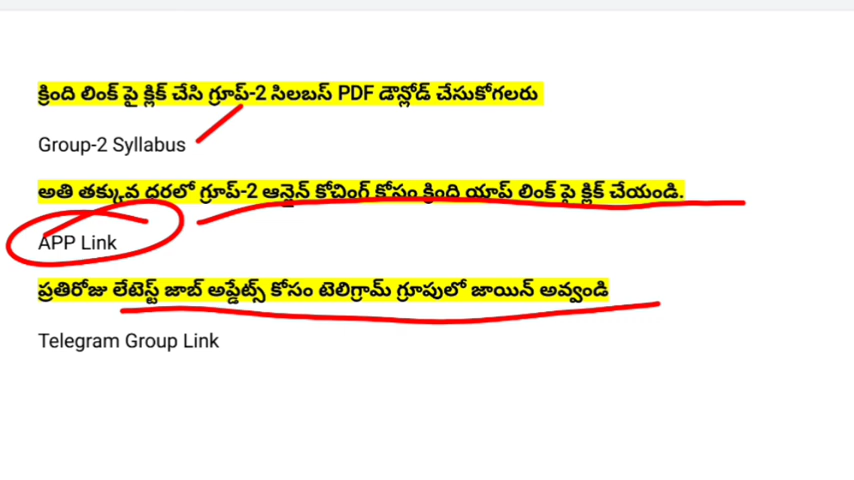 క్రింది లింక్ పై క్లిక్ చేసి గ్రూప్-2 సిలబస్ PDF డౌన్లోడ్ చేసుకోగలరు
Group-2 Syllabus
అతి తక్కువ ధరలో గ్రూప్-2 ఆన్లైన్ కోచింగ్ కోసం క్రింది యాప్ లింక్ పై క్లిక్ చేయండి.
APP Link
ప్రతిరోజు లేటెస్ట్ జాబ్ అప్డేట్స్ కోసం టెలిగ్రామ్ గ్రూపులో జాయిన్ అవ్వండి
Telegram Group Link